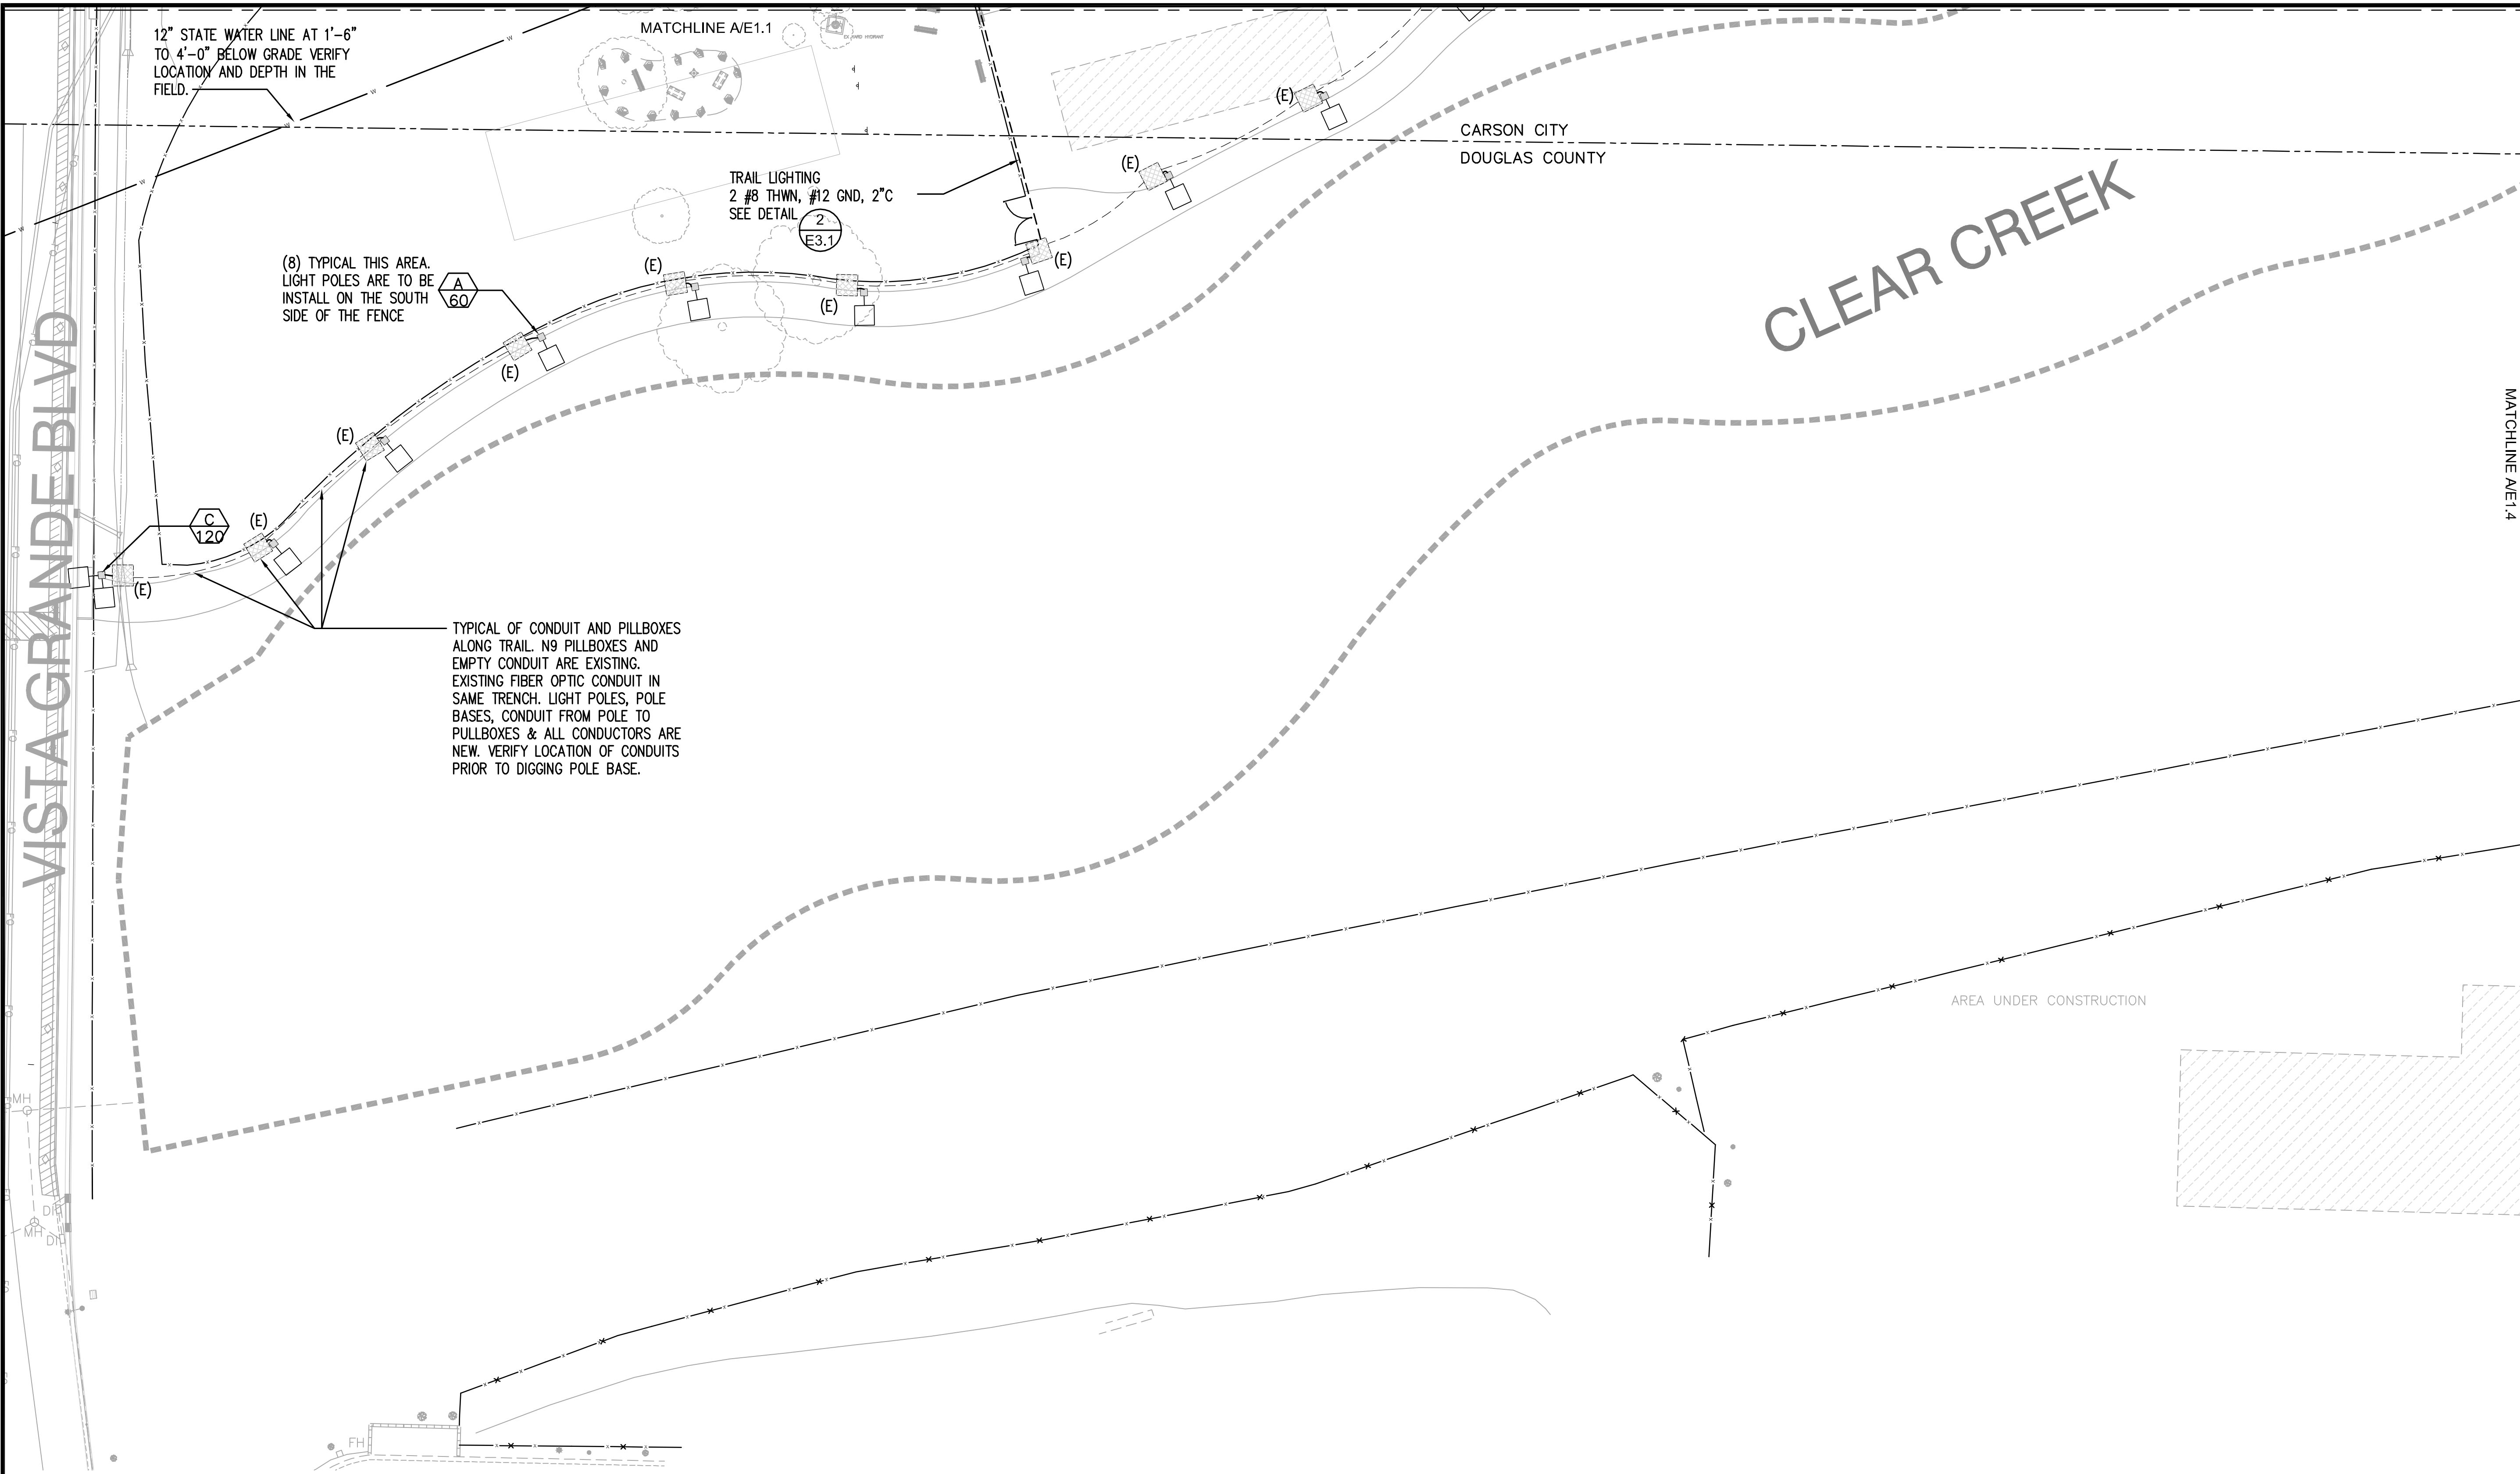 12" STATE WATER LINE AT 1'-6"
TO 4'-0" BELOW GRADE VERIFY
LOCATION AND DEPTH IN THE
FIELD.
MATCHLINE A/E1.1
EX YARD HYDRANT
CARSON CITY
DOUGLAS COUNTY
CLEAR CREEK
TRAIL LIGHTING
2 #8 THWN, #12 GND, 2"C
SEE DETAIL
2
E3.1
(8) TYPICAL THIS AREA.
LIGHT POLES ARE TO BE
INSTALL ON THE SOUTH
SIDE OF THE FENCE
A
60
(E)
(E)
(E)
(E)
(E)
(E)
(E)
(E)
(E)
C
120
VISTA GRANDE BLVD
MATCHLINE A/E1.4
TYPICAL OF CONDUIT AND PILLBOXES
ALONG TRAIL. N9 PILLBOXES AND
EMPTY CONDUIT ARE EXISTING.
EXISTING FIBER OPTIC CONDUIT IN
SAME TRENCH. LIGHT POLES, POLE
BASES, CONDUIT FROM POLE TO
PULLBOXES & ALL CONDUCTORS ARE
NEW. VERIFY LOCATION OF CONDUITS
PRIOR TO DIGGING POLE BASE.
AREA UNDER CONSTRUCTION
MH
DI
MH
DI
FH